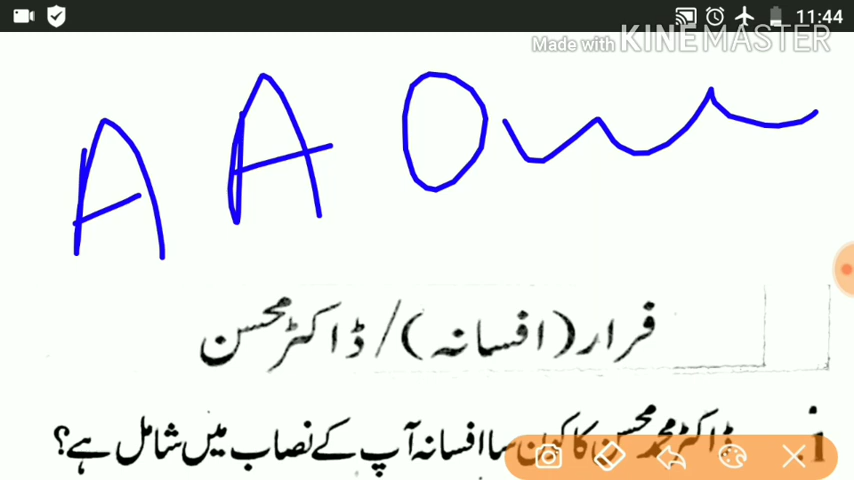 11:44
Made with KINEMASTER
A A O
فرار (افسانہ) / ڈاکٹر محسن
i. ڈاکٹر محمد محسن کا کون سا افسانہ آپ کے نصاب میں شامل ہے؟